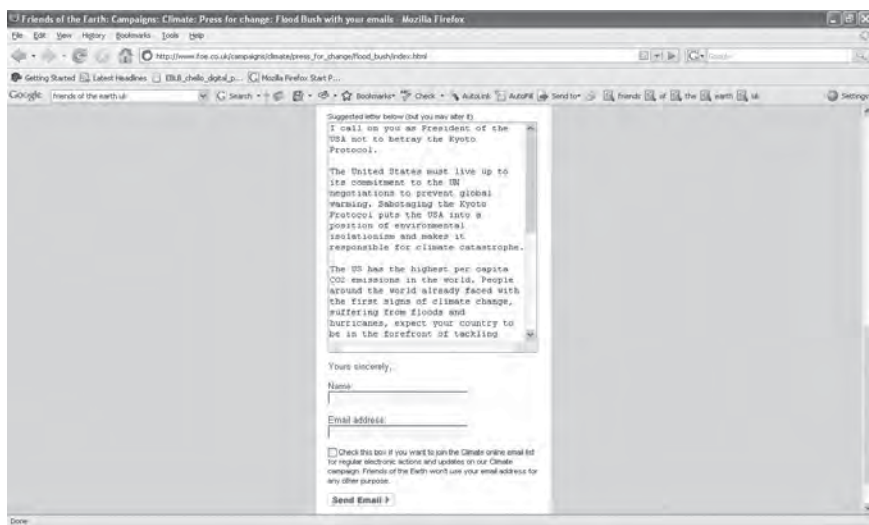 Friends of the Earth: Campaigns: Climate: Press for change: Flood Bush with your emails - Mozilla Firefox
File Edit View History Bookmarks Tools Help
http://www.foe.co.uk/campaigns/climate/press_for_change/flood_bush/index.html
Getting Started Latest Headlines Mozilla Firefox Start P...
Google friends of the earth uk Search Bookmarks Check AutoLink AutoFill Send to friends of the earth uk Settings
Suggested letter below (but you may alter it)
I call on you as President of the
USA not to betray the Kyoto
Protocol.
The United States must live up to
its commitment to the UN
negotiations to prevent global
warming. Sabotaging the Kyoto
Protocol puts the USA into a
position of environmental
isolationism and makes it
responsible for climate catastrophe.
The US has the highest per capita
CO2 emissions in the world. People
around the world already faced with
the first signs of climate change,
suffering from floods and
hurricanes, expect your country to
be in the forefront of tackling
Yours sincerely,
Name:
Email address:
Check this box if you want to join the Climate online email list
for regular electronic actions and updates on our Climate
campaign. Friends of the Earth won't use your email address for
any other purpose.
Send Email
Done